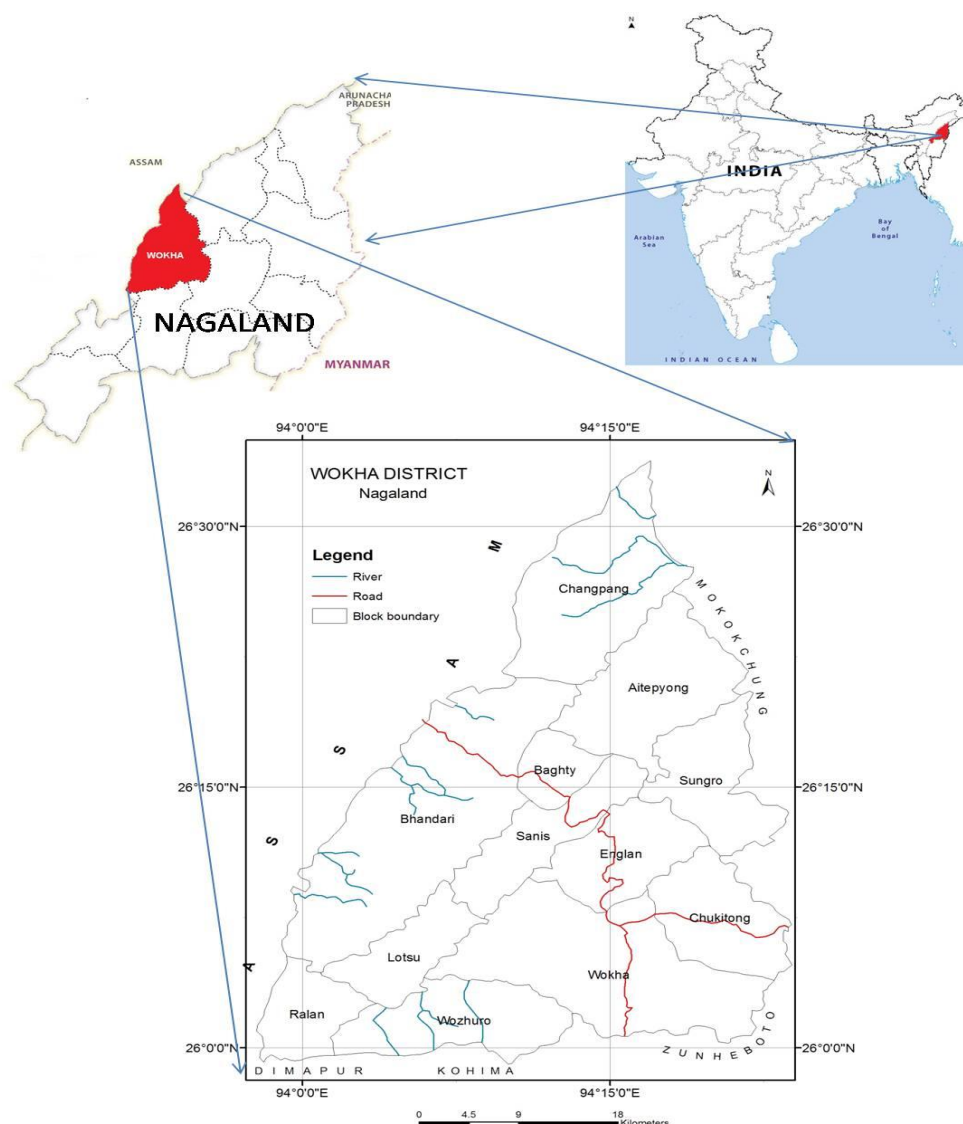 N
ARUNACHA
PRADESH
ASSAM
WOKHA
NAGALAND
MYANMAR
INDIA
Arabian
Sea
Bay
of
Bengal
INDIAN OCEAN
94°0'0"E
94°15'0"E
WOKHA DISTRICT
Nagaland
N
26°30'0"N
26°30'0"N
Legend
River
Road
Block boundary
ASSAM
MOKOKCHUNG
Changpang
Aitepyong
Baghty
Sungro
26°15'0"N
26°15'0"N
Bhandari
Sanis
Englan
Chukitong
Lotsu
Wokha
Ralan
Wozhuro
ZUNHEBOTO
26°0'0"N
26°0'0"N
DIMAPUR
KOHIMA
94°0'0"E
94°15'0"E
0 4.5 9 18
Kilometers